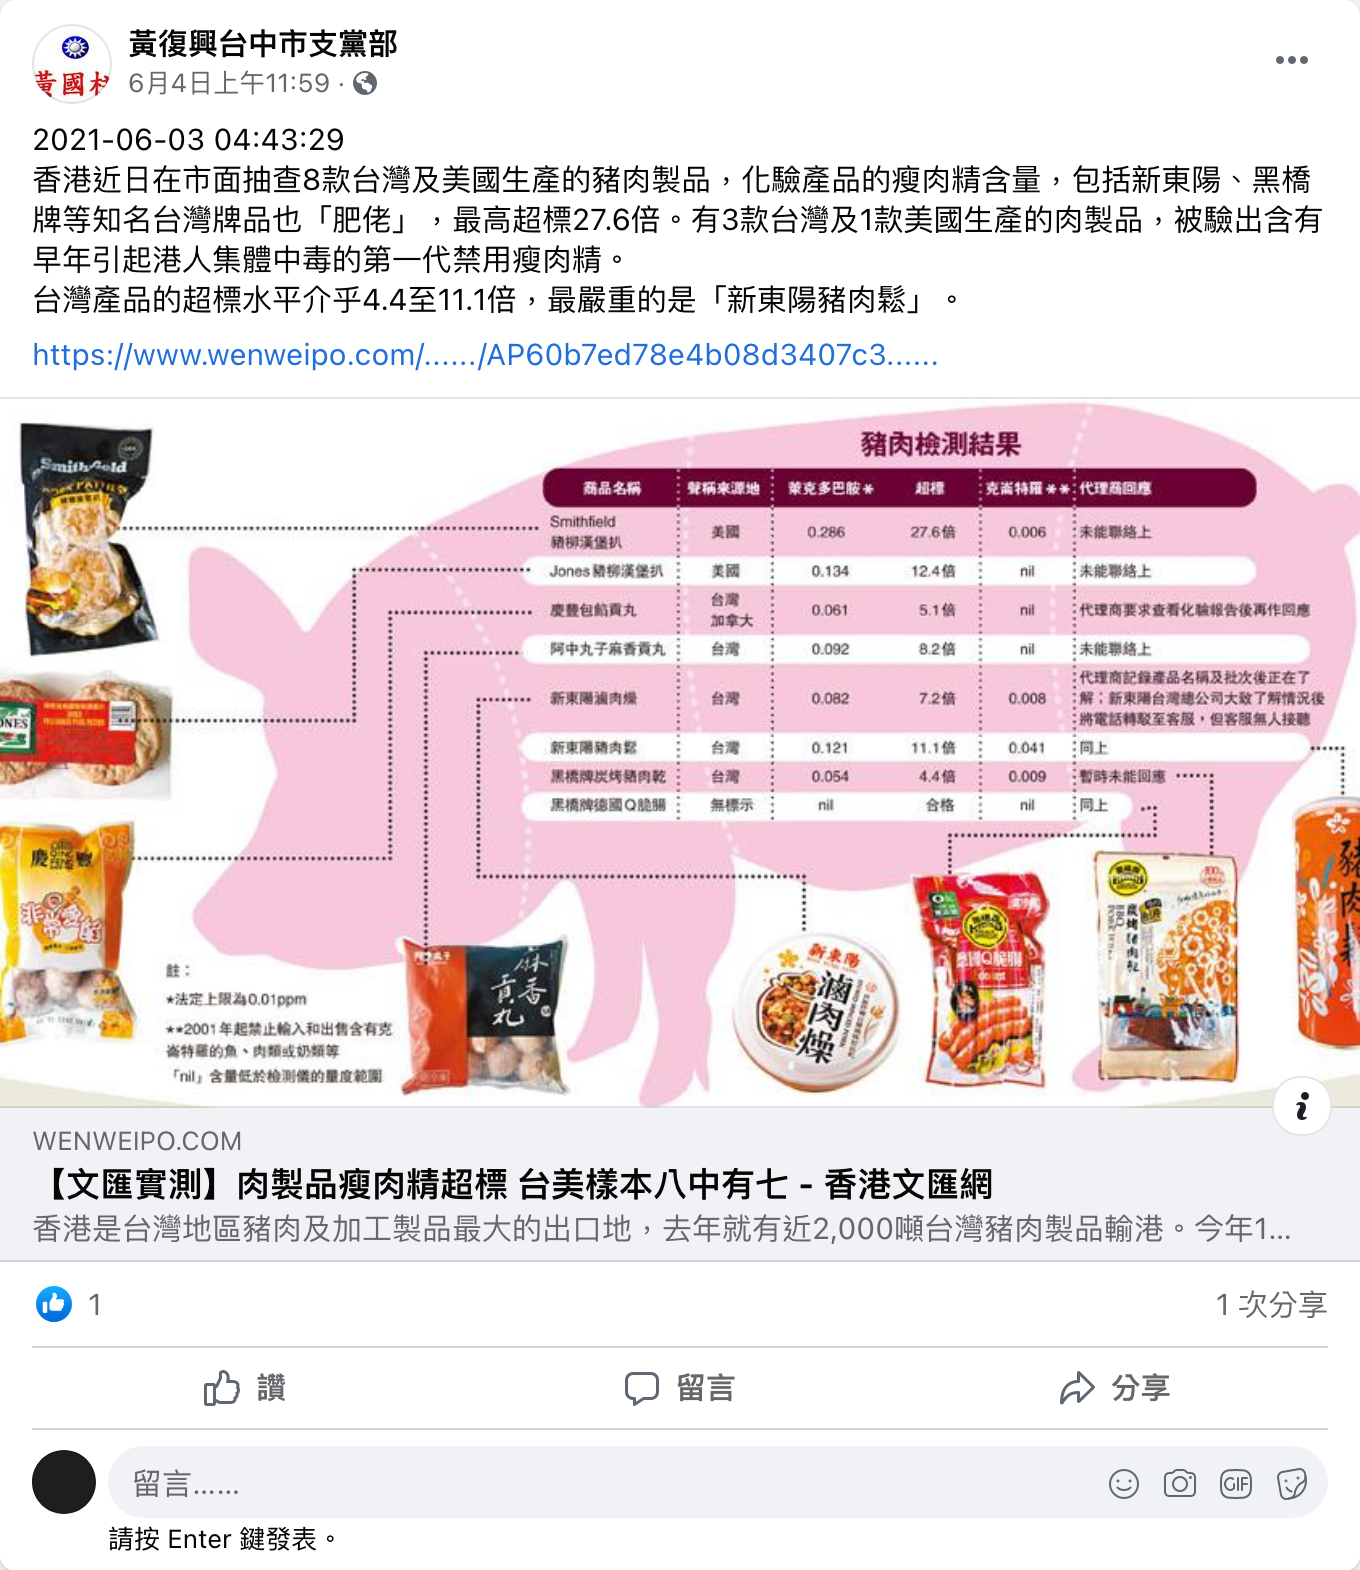 黃復興台中市支黨部
6月4日上午11:59 ·
黃國
2021-06-03 04:43:29
香港近日在市面抽查8款台灣及美國生產的豬肉製品，化驗產品的瘦肉精含量，包括新東陽、黑橋
牌等知名台灣牌品也「肥佬」，最高超標27.6倍。有3款台灣及1款美國生產的肉製品，被驗出含有
早年引起港人集體中毒的第一代禁用瘦肉精。
台灣產品的超標水平介乎4.4至11.1倍，最嚴重的是「新東陽豬肉鬆」。
https://www.wenweipo.com/....../AP60b7ed78e4b08d3407c3......
豬肉檢測結果
商品名稱 聲稱來源地 萊克多巴胺* 超標 克崙特羅** 代理商回應
Smithfield
豬柳漢堡扒 美國 0.286 27.6倍 0.006 未能聯絡上
Jones豬柳漢堡扒 美國 0.134 12.4倍 nil 未能聯絡上
慶豐包餡貢丸 台灣
加拿大 0.061 5.1倍 nil 代理商要求查看化驗報告後再作回應
阿中丸子麻香貢丸 台灣 0.092 8.2倍 nil 未能聯絡上
新東陽滷肉燥 台灣 0.082 7.2倍 0.008 代理商記錄產品名稱及批次後正在了
解；新東陽台灣總公司大致了解情況後
將電話轉駁至客服，但客服無人接聽
新東陽豬肉鬆 台灣 0.121 11.1倍 0.041 同上
黑橋牌炭烤豬肉乾 台灣 0.054 4.4倍 0.009 暫時未能回應
黑橋牌德國Q脆腸 無標示 nil 合格 nil 同上
Smithfield
JONES
慶
麻香
貢丸
新東陽
滷肉燥
炭烤豬肉乾
豬肉鬆
註：
*法定上限為0.01ppm
**2001年起禁止輸入和出售含有克
崙特羅的魚、肉類或奶類等
「nil」含量低於檢測儀的量度範圍
WENWEIPO.COM
【文匯實測】肉製品瘦肉精超標 台美樣本八中有七 - 香港文匯網
香港是台灣地區豬肉及加工製品最大的出口地，去年就有近2,000噸台灣豬肉製品輸港。今年1...
1
1 次分享
讚
留言
分享
留言......
GIF
請按 Enter 鍵發表。